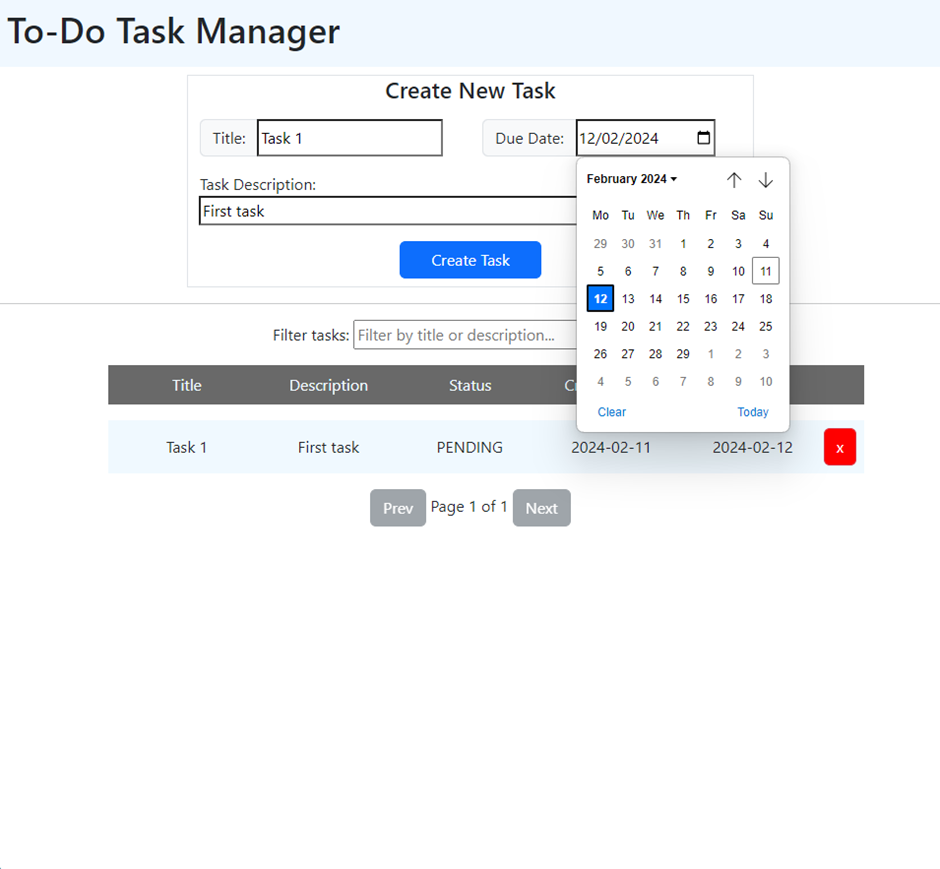 To-Do Task Manager
Create New Task
Title: Task 1 Due Date: 12/02/2024
Task Description:
First task
Create Task
February 2024
Mo Tu We Th Fr Sa Su
29 30 31 1 2 3 4
5 6 7 8 9 10 11
12 13 14 15 16 17 18
19 20 21 22 23 24 25
26 27 28 29 1 2 3
4 5 6 7 8 9 10
Clear Today
Filter tasks: Filter by title or description...
Title Description Status
Task 1 First task PENDING 2024-02-11 2024-02-12 x
Prev Page 1 of 1 Next